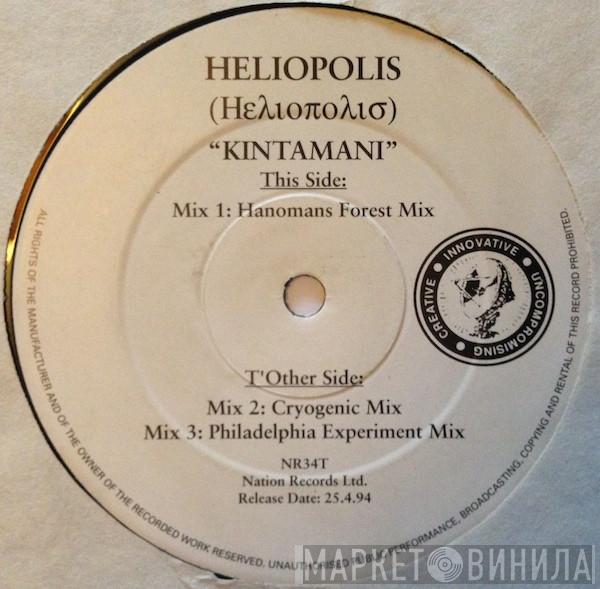 HELIOPOLIS
(Ηελιοπολισ)
“KINTAMANI”
This Side:
Mix 1: Hanomans Forest Mix
CREATIVE • INNOVATIVE • UNCOMPROMISING •
T'Other Side:
Mix 2: Cryogenic Mix
Mix 3: Philadelphia Experiment Mix
NR34T
Nation Records Ltd.
Release Date: 25.4.94
ALL RIGHTS OF THE MANUFACTURER AND OF THE OWNER OF THE RECORDED WORK RESERVED. UNAUTHORISED PUBLIC PERFORMANCE, BROADCASTING, COPYING AND RENTAL OF THIS RECORD PROHIBITED.
МАРКЕТ ВИНИЛА